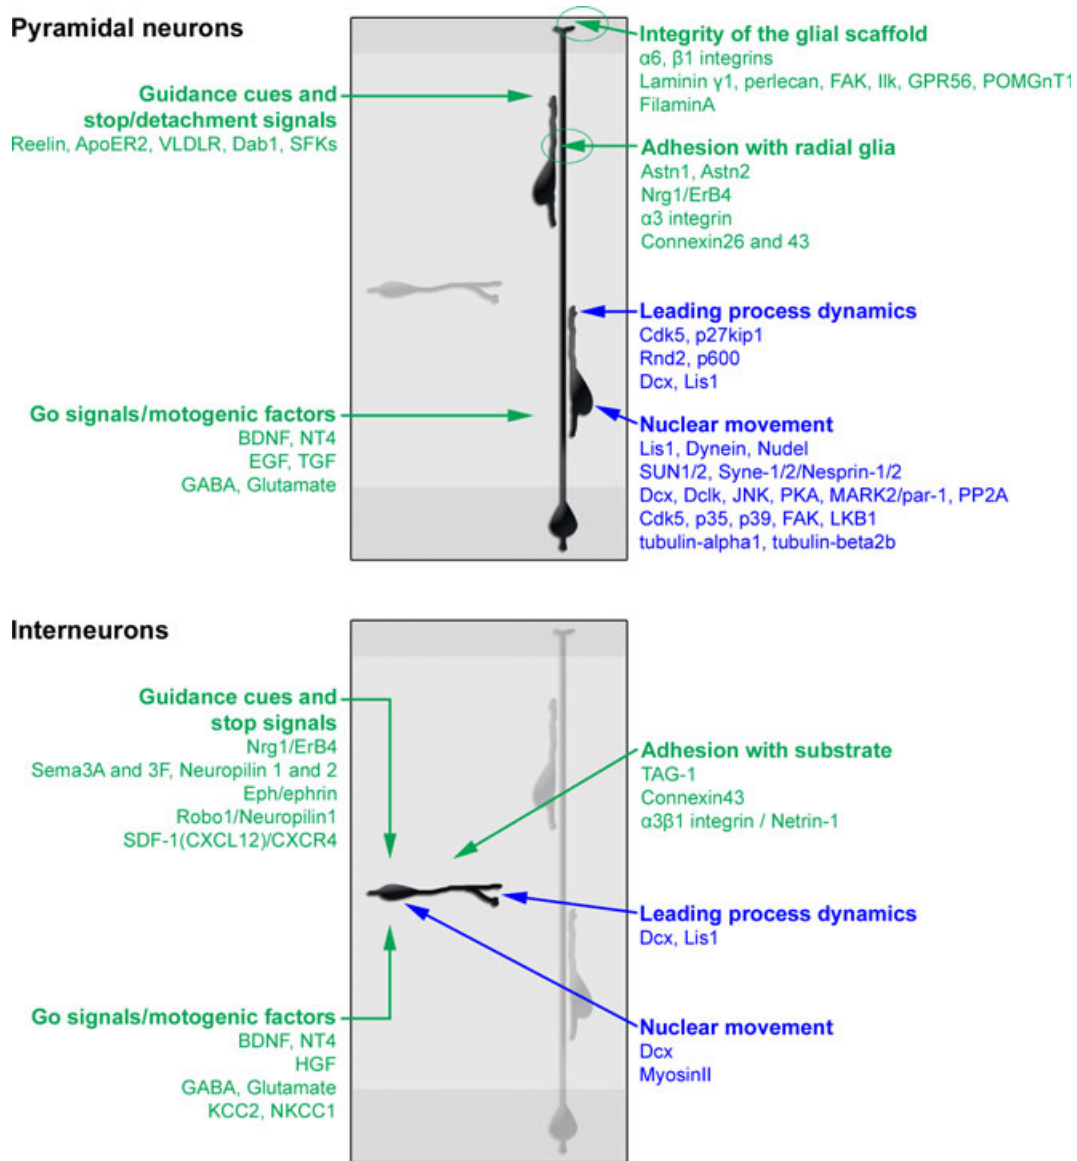 Pyramidal neurons
Guidance cues and
stop/detachment signals
Reelin, ApoER2, VLDLR, Dab1, SFKs
Go signals/motogenic factors
BDNF, NT4
EGF, TGF
GABA, Glutamate
Integrity of the glial scaffold
α6, β1 integrins
Laminin γ1, perlecan, FAK, Ilk, GPR56, POMGnT1
FilaminA
Adhesion with radial glia
Astn1, Astn2
Nrg1/ErB4
α3 integrin
Connexin26 and 43
Leading process dynamics
Cdk5, p27kip1
Rnd2, p600
Dcx, Lis1
Nuclear movement
Lis1, Dynein, Nudel
SUN1/2, Syne-1/2/Nesprin-1/2
Dcx, Dclk, JNK, PKA, MARK2/par-1, PP2A
Cdk5, p35, p39, FAK, LKB1
tubulin-alpha1, tubulin-beta2b
Interneurons
Guidance cues and
stop signals
Nrg1/ErB4
Sema3A and 3F, Neuropilin 1 and 2
Eph/ephrin
Robo1/Neuropilin1
SDF-1(CXCL12)/CXCR4
Go signals/motogenic factors
BDNF, NT4
HGF
GABA, Glutamate
KCC2, NKCC1
Adhesion with substrate
TAG-1
Connexin43
α3β1 integrin / Netrin-1
Leading process dynamics
Dcx, Lis1
Nuclear movement
Dcx
MyosinII